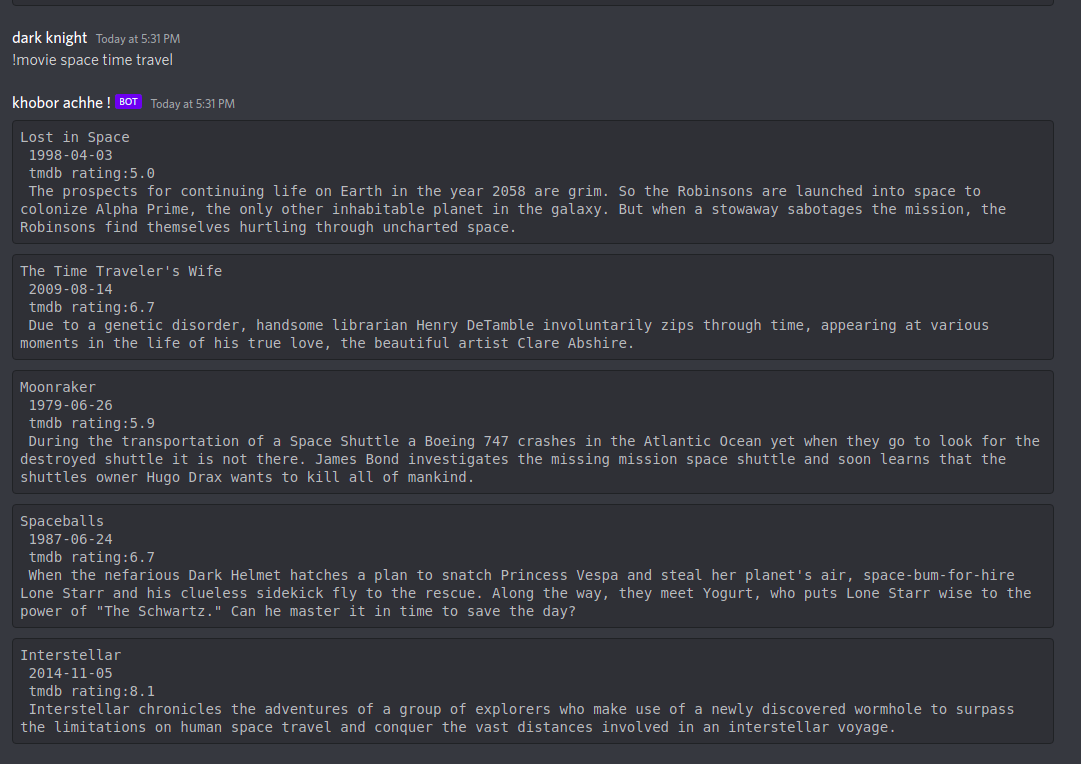 dark knight Today at 5:31 PM
!movie space time travel
khobor achhe ! BOT Today at 5:31 PM
Lost in Space
1998-04-03
tmdb rating:5.0
The prospects for continuing life on Earth in the year 2058 are grim. So the Robinsons are launched into space to
colonize Alpha Prime, the only other inhabitable planet in the galaxy. But when a stowaway sabotages the mission, the
Robinsons find themselves hurtling through uncharted space.
The Time Traveler's Wife
2009-08-14
tmdb rating:6.7
Due to a genetic disorder, handsome librarian Henry DeTamble involuntarily zips through time, appearing at various
moments in the life of his true love, the beautiful artist Clare Abshire.
Moonraker
1979-06-26
tmdb rating:5.9
During the transportation of a Space Shuttle a Boeing 747 crashes in the Atlantic Ocean yet when they go to look for the
destroyed shuttle it is not there. James Bond investigates the missing mission space shuttle and soon learns that the
shuttles owner Hugo Drax wants to kill all of mankind.
Spaceballs
1987-06-24
tmdb rating:6.7
When the nefarious Dark Helmet hatches a plan to snatch Princess Vespa and steal her planet's air, space-bum-for-hire
Lone Starr and his clueless sidekick fly to the rescue. Along the way, they meet Yogurt, who puts Lone Starr wise to the
power of "The Schwartz." Can he master it in time to save the day?
Interstellar
2014-11-05
tmdb rating:8.1
Interstellar chronicles the adventures of a group of explorers who make use of a newly discovered wormhole to surpass
the limitations on human space travel and conquer the vast distances involved in an interstellar voyage.